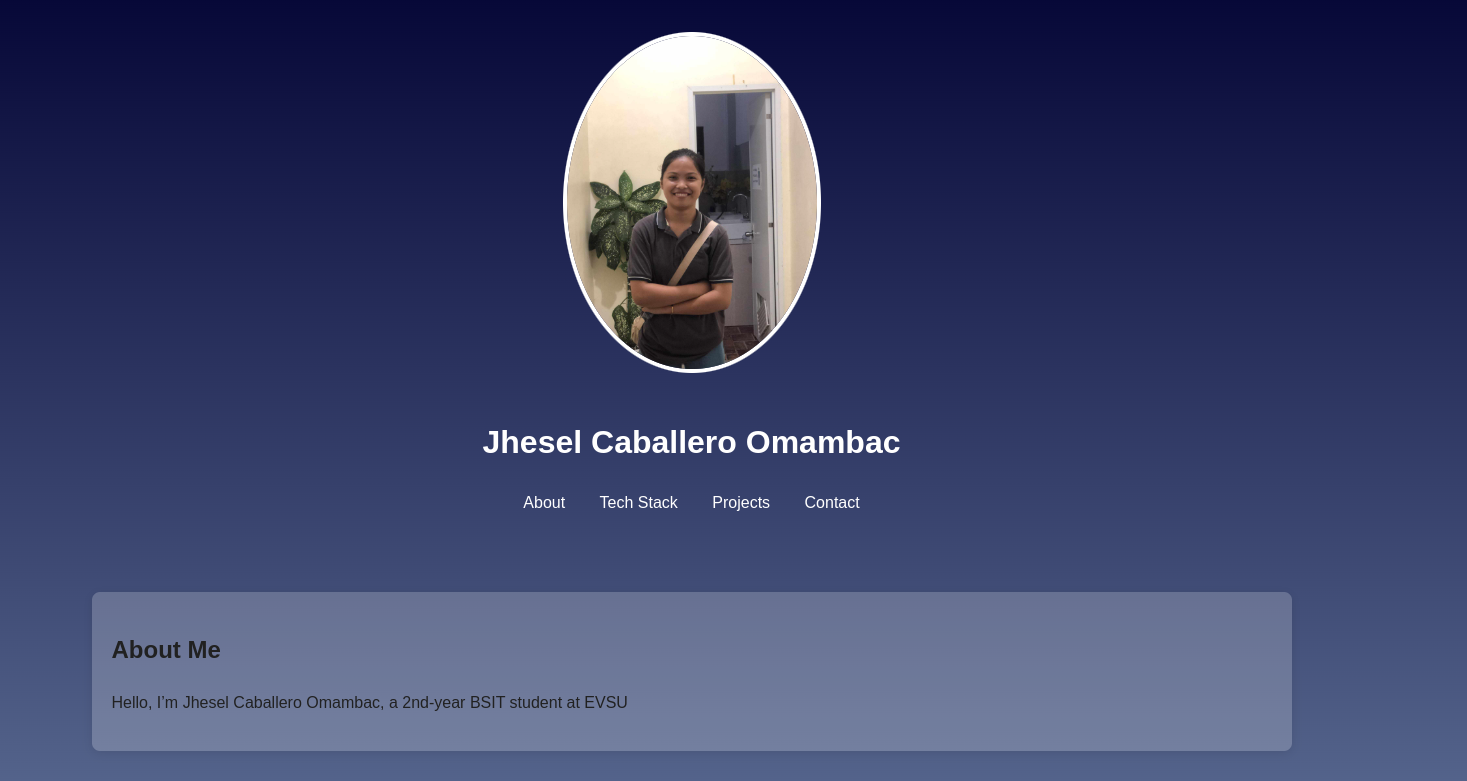 Jhesel Caballero Omambac
About Tech Stack Projects Contact
About Me
Hello, I’m Jhesel Caballero Omambac, a 2nd-year BSIT student at EVSU